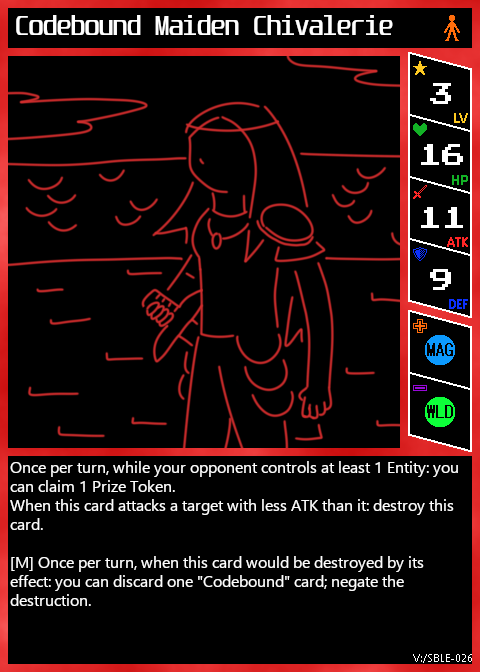 Codebound Maiden Chivalerie
3
LV
16
HP
11
ATK
9
DEF
MAG
WLD
Once per turn, while your opponent controls at least 1 Entity: you
can claim 1 Prize Token.
When this card attacks a target with less ATK than it: destroy this
card.
[M] Once per turn, when this card would be destroyed by its
effect: you can discard one "Codebound" card; negate the
destruction.
V:/SBLE-026